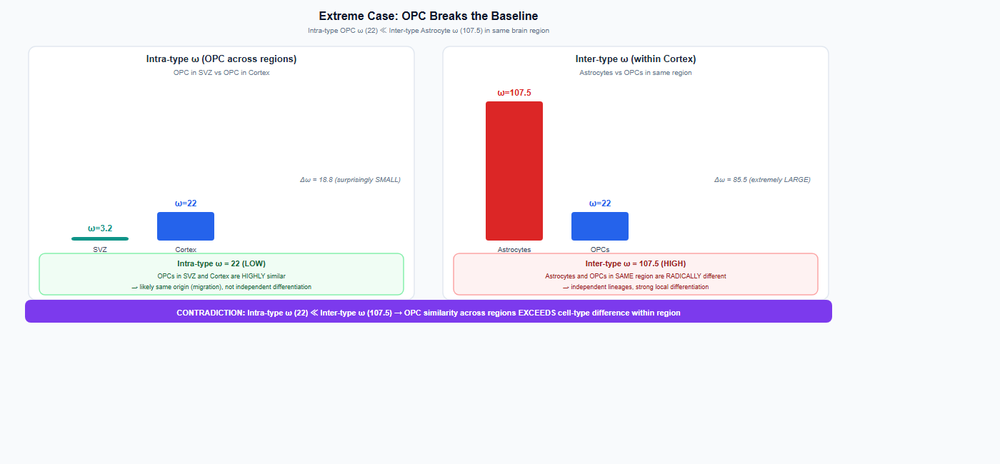 Extreme Case: OPC Breaks the Baseline
Intra-type OPC ω (22) ≪ Inter-type Astrocyte ω (107.5) in same brain region
Intra-type ω (OPC across regions)
OPC in SVZ vs OPC in Cortex
Δω = 18.8 (surprisingly SMALL)
ω=22
ω=3.2
SVZ
Cortex
Intra-type ω = 22 (LOW)
OPCs in SVZ and Cortex are HIGHLY similar
→ likely same origin (migration), not independent differentiation
Inter-type ω (within Cortex)
Astrocytes vs OPCs in same region
ω=107.5
Δω = 85.5 (extremely LARGE)
ω=22
Astrocytes
OPCs
Inter-type ω = 107.5 (HIGH)
Astrocytes and OPCs in SAME region are RADICALLY different
→ independent lineages, strong local differentiation
CONTRADICTION: Intra-type ω (22) ≪ Inter-type ω (107.5) → OPC similarity across regions EXCEEDS cell-type difference within region